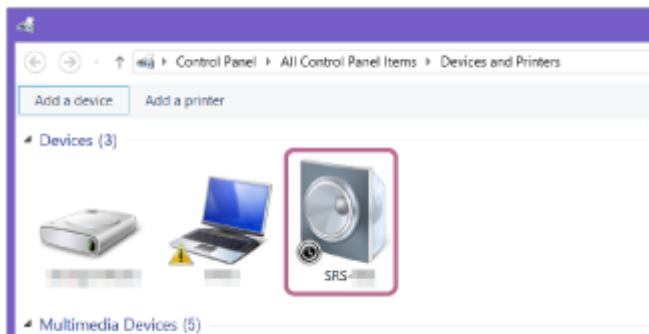 Control Panel All Control Panel Items Devices and Printers
Add a device Add a printer
Devices (3)
SRS-
Multimedia Devices (5)